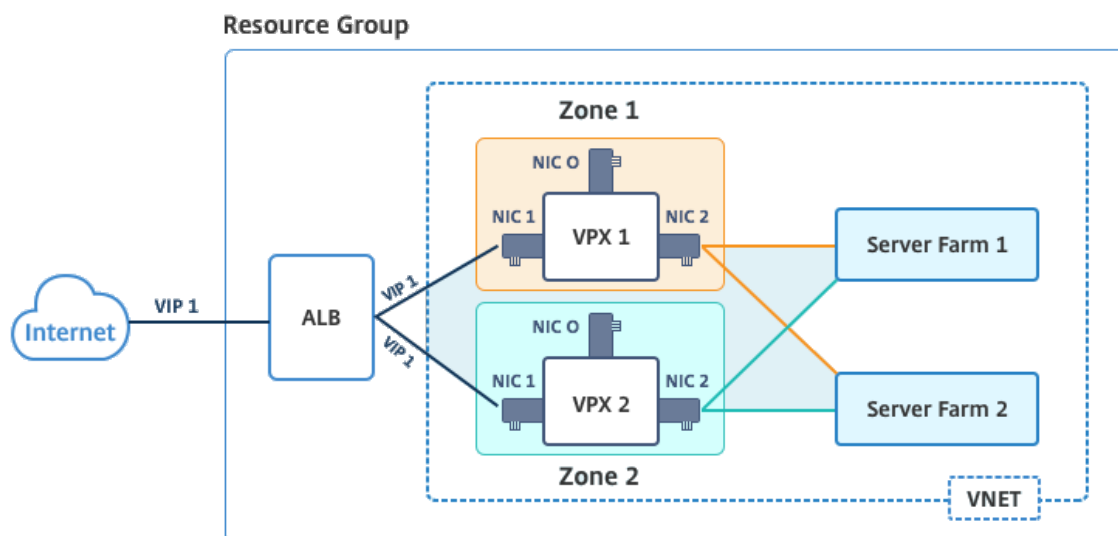 Resource Group
Zone 1
NIC O
NIC 1
VPX 1
NIC 2
Server Farm 1
Internet
VIP 1
ALB
VIP 1
VIP 1
NIC O
NIC 1
VPX 2
NIC 2
Server Farm 2
Zone 2
VNET